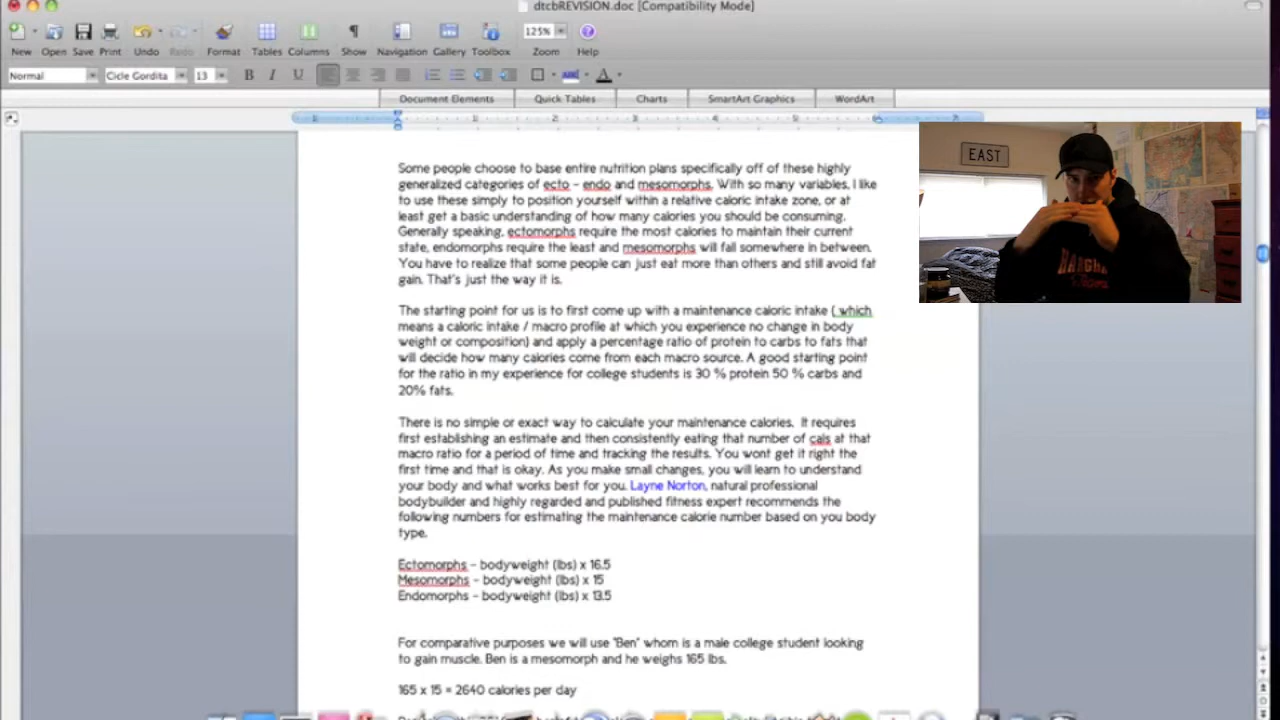 dtcbREVISION.doc [Compatibility Mode]
125%
New Open Save Print Undo Redo Format Tables Columns Show Navigation Gallery Toolbox Zoom Help
Normal Cicle Gordita 13 B I U A
Document Elements Quick Tables Charts SmartArt Graphics WordArt
EAST
Some people choose to base entire nutrition plans specifically off of these highly
generalized categories of ecto - endo and mesomorphs. With so many variables, I like
to use these simply to position yourself within a relative caloric intake zone, or at
least get a basic understanding of how many calories you should be consuming.
Generally speaking, ectomorphs require the most calories to maintain their current
state, endomorphs require the least and mesomorphs will fall somewhere in between.
You have to realize that some people can just eat more than others and still avoid fat
gain. That's just the way it is.
The starting point for us is to first come up with a maintenance caloric intake ( which
means a caloric intake / macro profile at which you experience no change in body
weight or composition) and apply a percentage ratio of protein to carbs to fats that
will decide how many calories come from each macro source. A good starting point
for the ratio in my experience for college students is 30 % protein 50 % carbs and
20% fats.
There is no simple or exact way to calculate your maintenance calories. It requires
first establishing an estimate and then consistently eating that number of cals at that
macro ratio for a period of time and tracking the results. You wont get it right the
first time and that is okay. As you make small changes, you will learn to understand
your body and what works best for you. Layne Norton, natural professional
bodybuilder and highly regarded and published fitness expert recommends the
following numbers for estimating the maintenance calorie number based on you body
type.
Ectomorphs - bodyweight (lbs) x 16.5
Mesomorphs - bodyweight (lbs) x 15
Endomorphs - bodyweight (lbs) x 13.5
For comparative purposes we will use "Ben" whom is a male college student looking
to gain muscle. Ben is a mesomorph and he weighs 165 lbs.
165 x 15 = 2640 calories per day